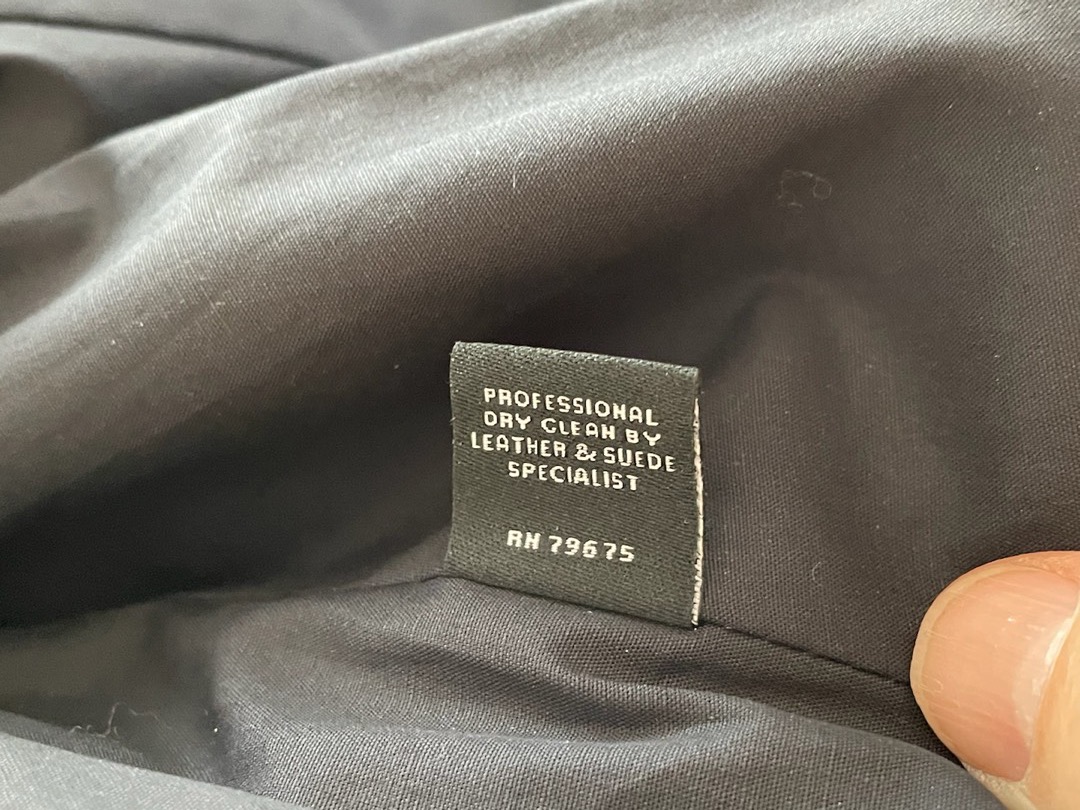 PROFESSIONAL
DRY CLEAN BY
LEATHER & SUEDE
SPECIALIST
RN 79675